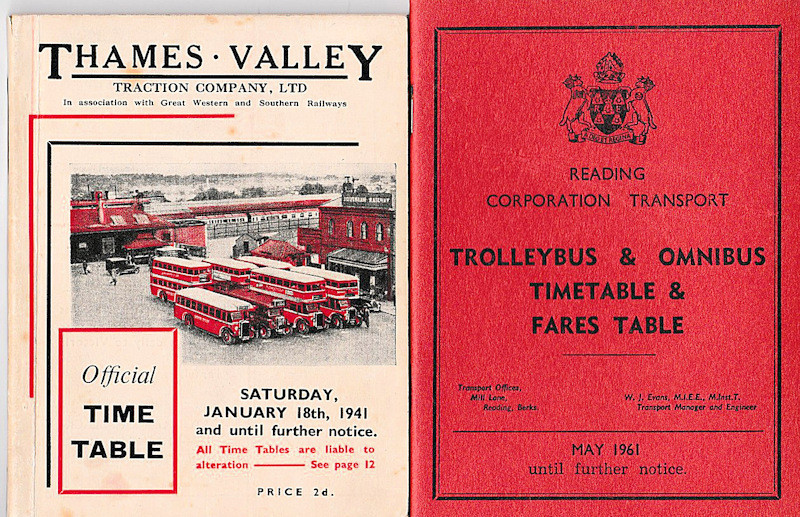 THAMES · VALLEY
TRACTION COMPANY, LTD
In association with Great Western and Southern Railways
SOUTHERN RAILWAY
Official
TIME
TABLE
SATURDAY,
JANUARY 18th, 1941
and until further notice.
All Time Tables are liable to
alteration ——— See page 12
PRICE 2d.
READING
CORPORATION TRANSPORT
TROLLEYBUS & OMNIBUS
TIMETABLE &
FARES TABLE
Transport Offices,
Mill Lane,
Reading, Berks.
W. J. Evans, M.I.E.E., M.Inst.T.
Transport Manager and Engineer
MAY 1961
until further notice.